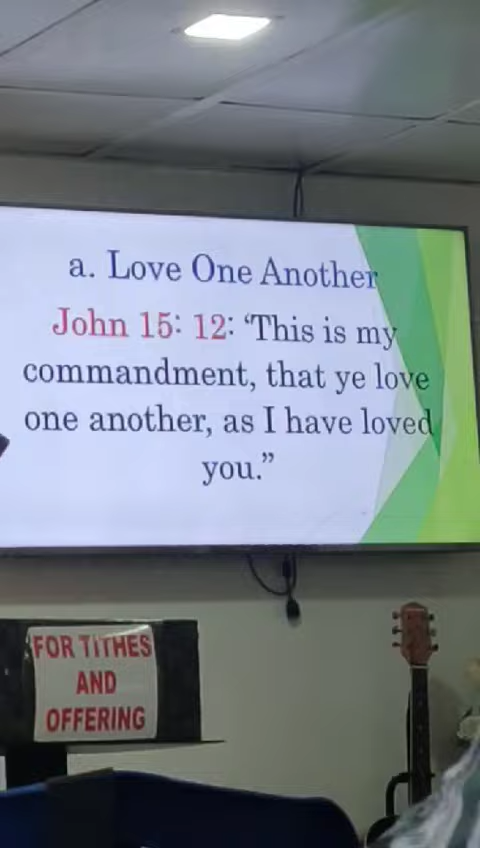 a. Love One Another
John 15: 12: ‘This is my
commandment, that ye love
one another, as I have loved
you.”
FOR TITHES
AND
OFFERING